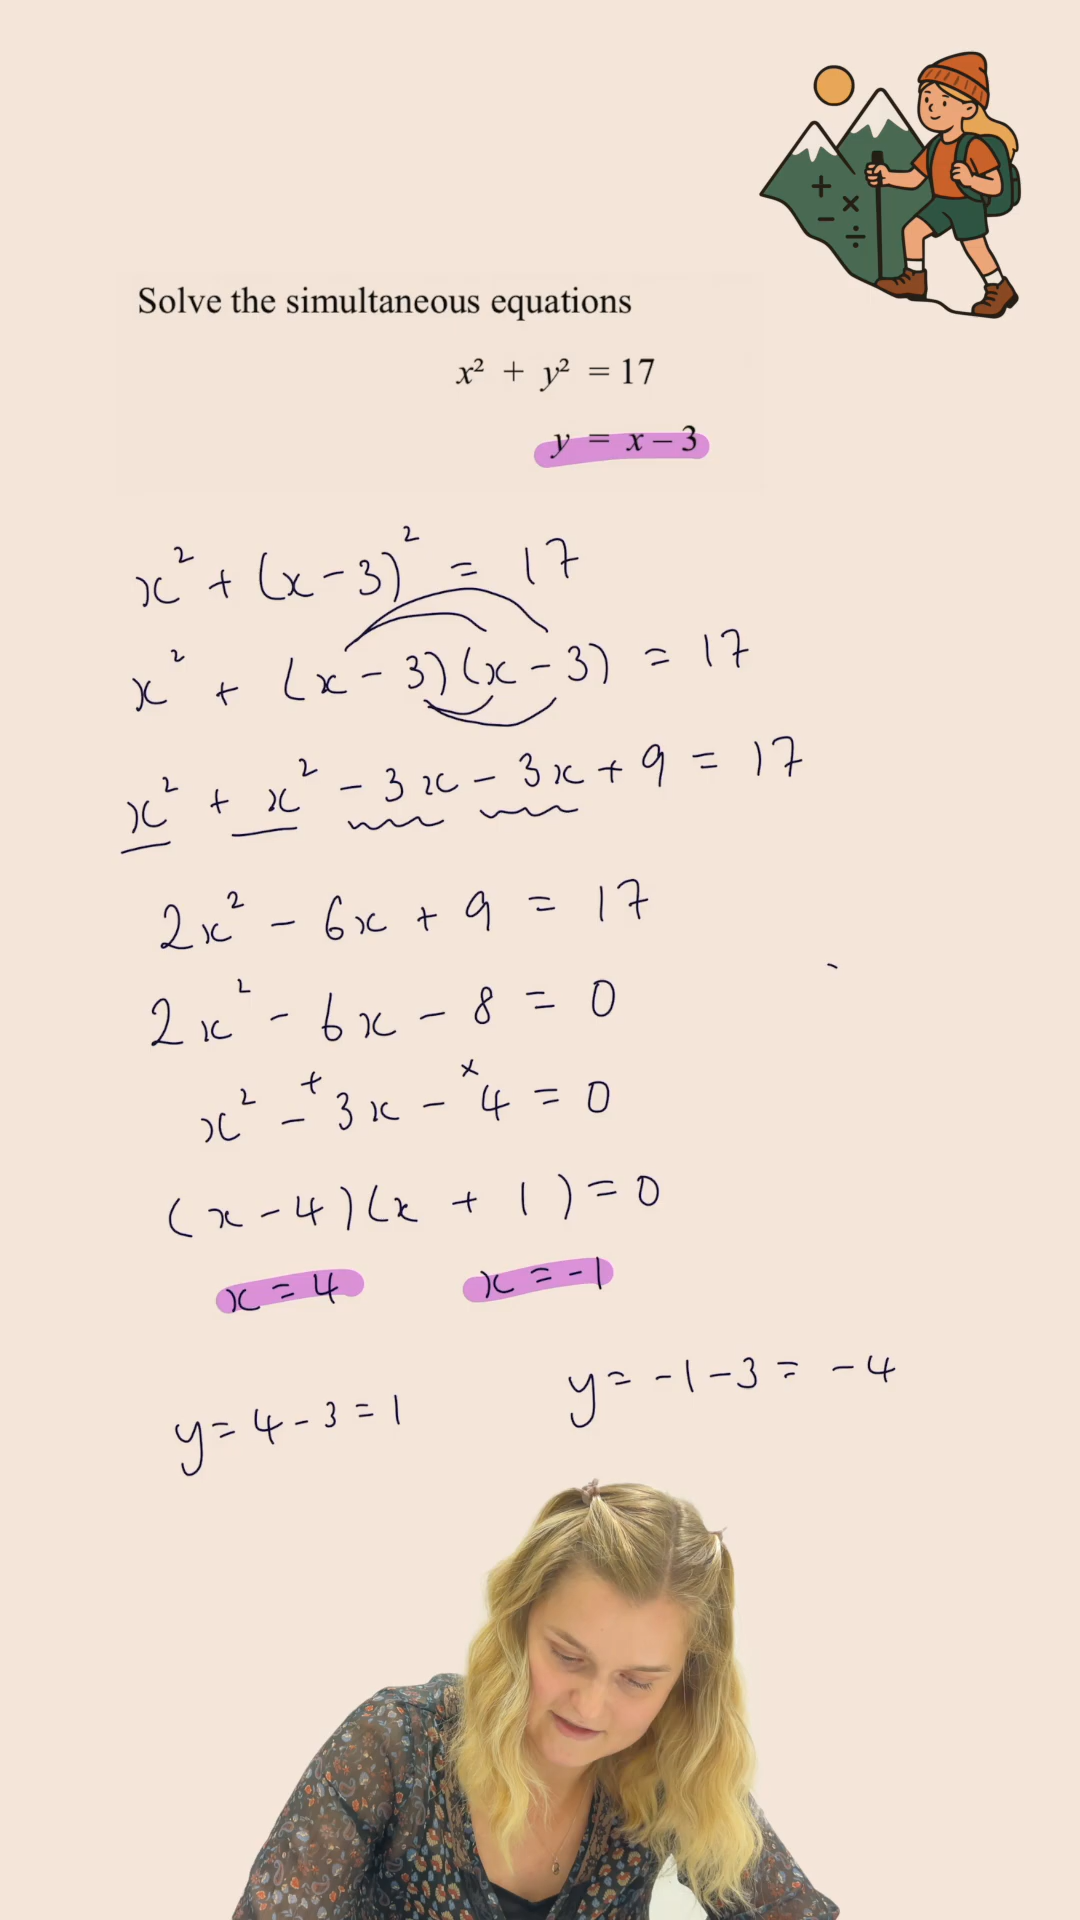 +
×
−
÷
Solve the simultaneous equations
x² + y² = 17
y = x – 3
x² + (x - 3)² = 17
x² + (x - 3)(x - 3) = 17
x² + x² - 3x - 3x + 9 = 17
2x² - 6x + 9 = 17
2x² - 6x - 8 = 0
+ ×
x² - 3x - 4 = 0
(x - 4)(x + 1) = 0
x = 4 x = -1
y = 4 - 3 = 1 y = -1 - 3 = -4